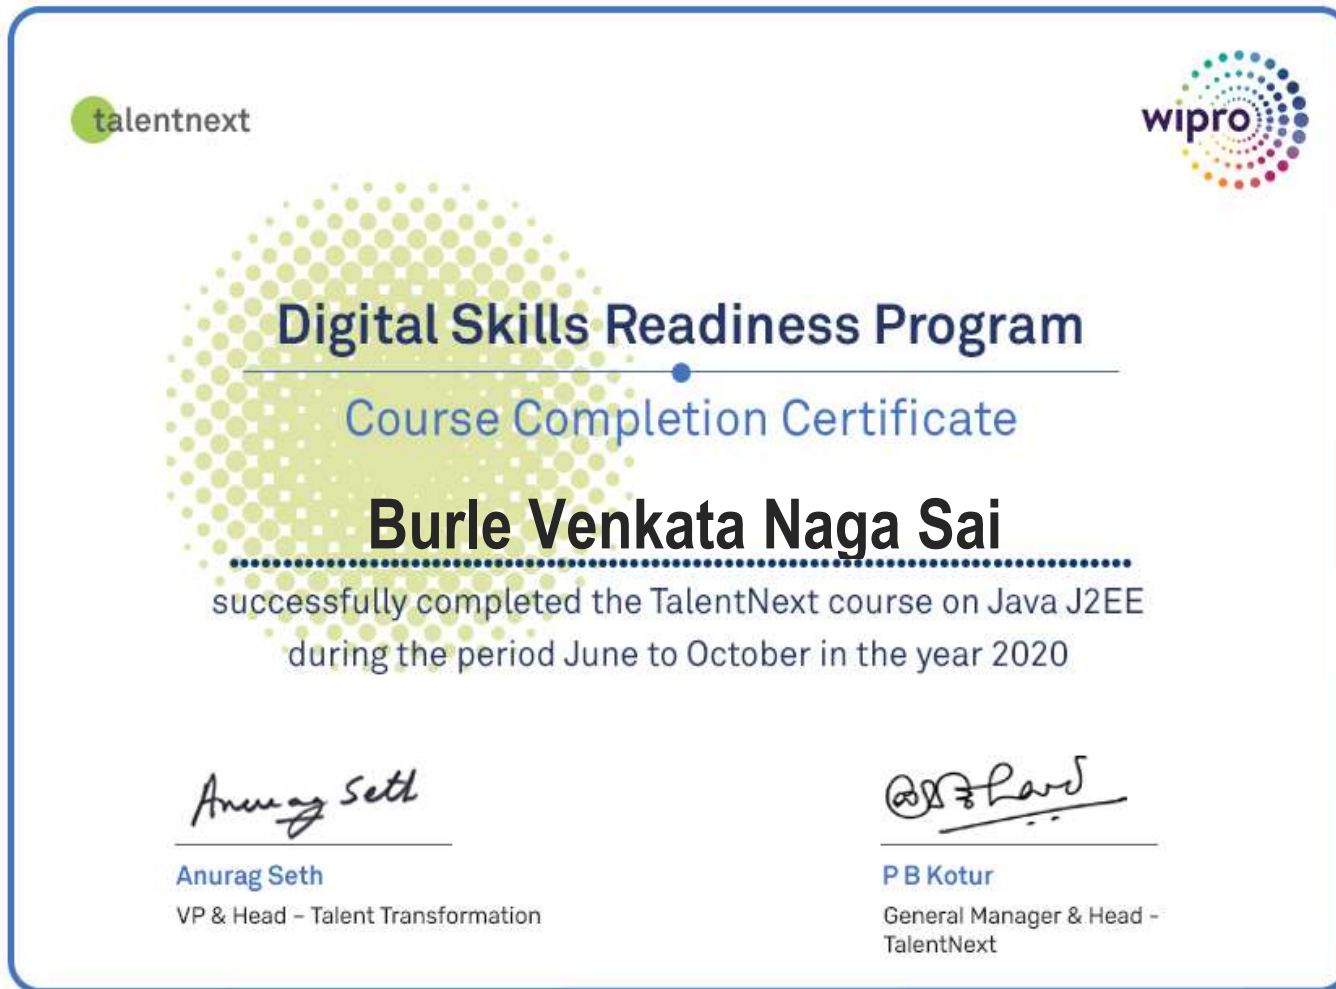 talentnext
wipro
Digital Skills Readiness Program
Course Completion Certificate
Burle Venkata Naga Sai
successfully completed the TalentNext course on Java J2EE
during the period June to October in the year 2020
Anurag Seth
Anurag Seth
P B Kotur
VP & Head – Talent Transformation
General Manager & Head -
TalentNext